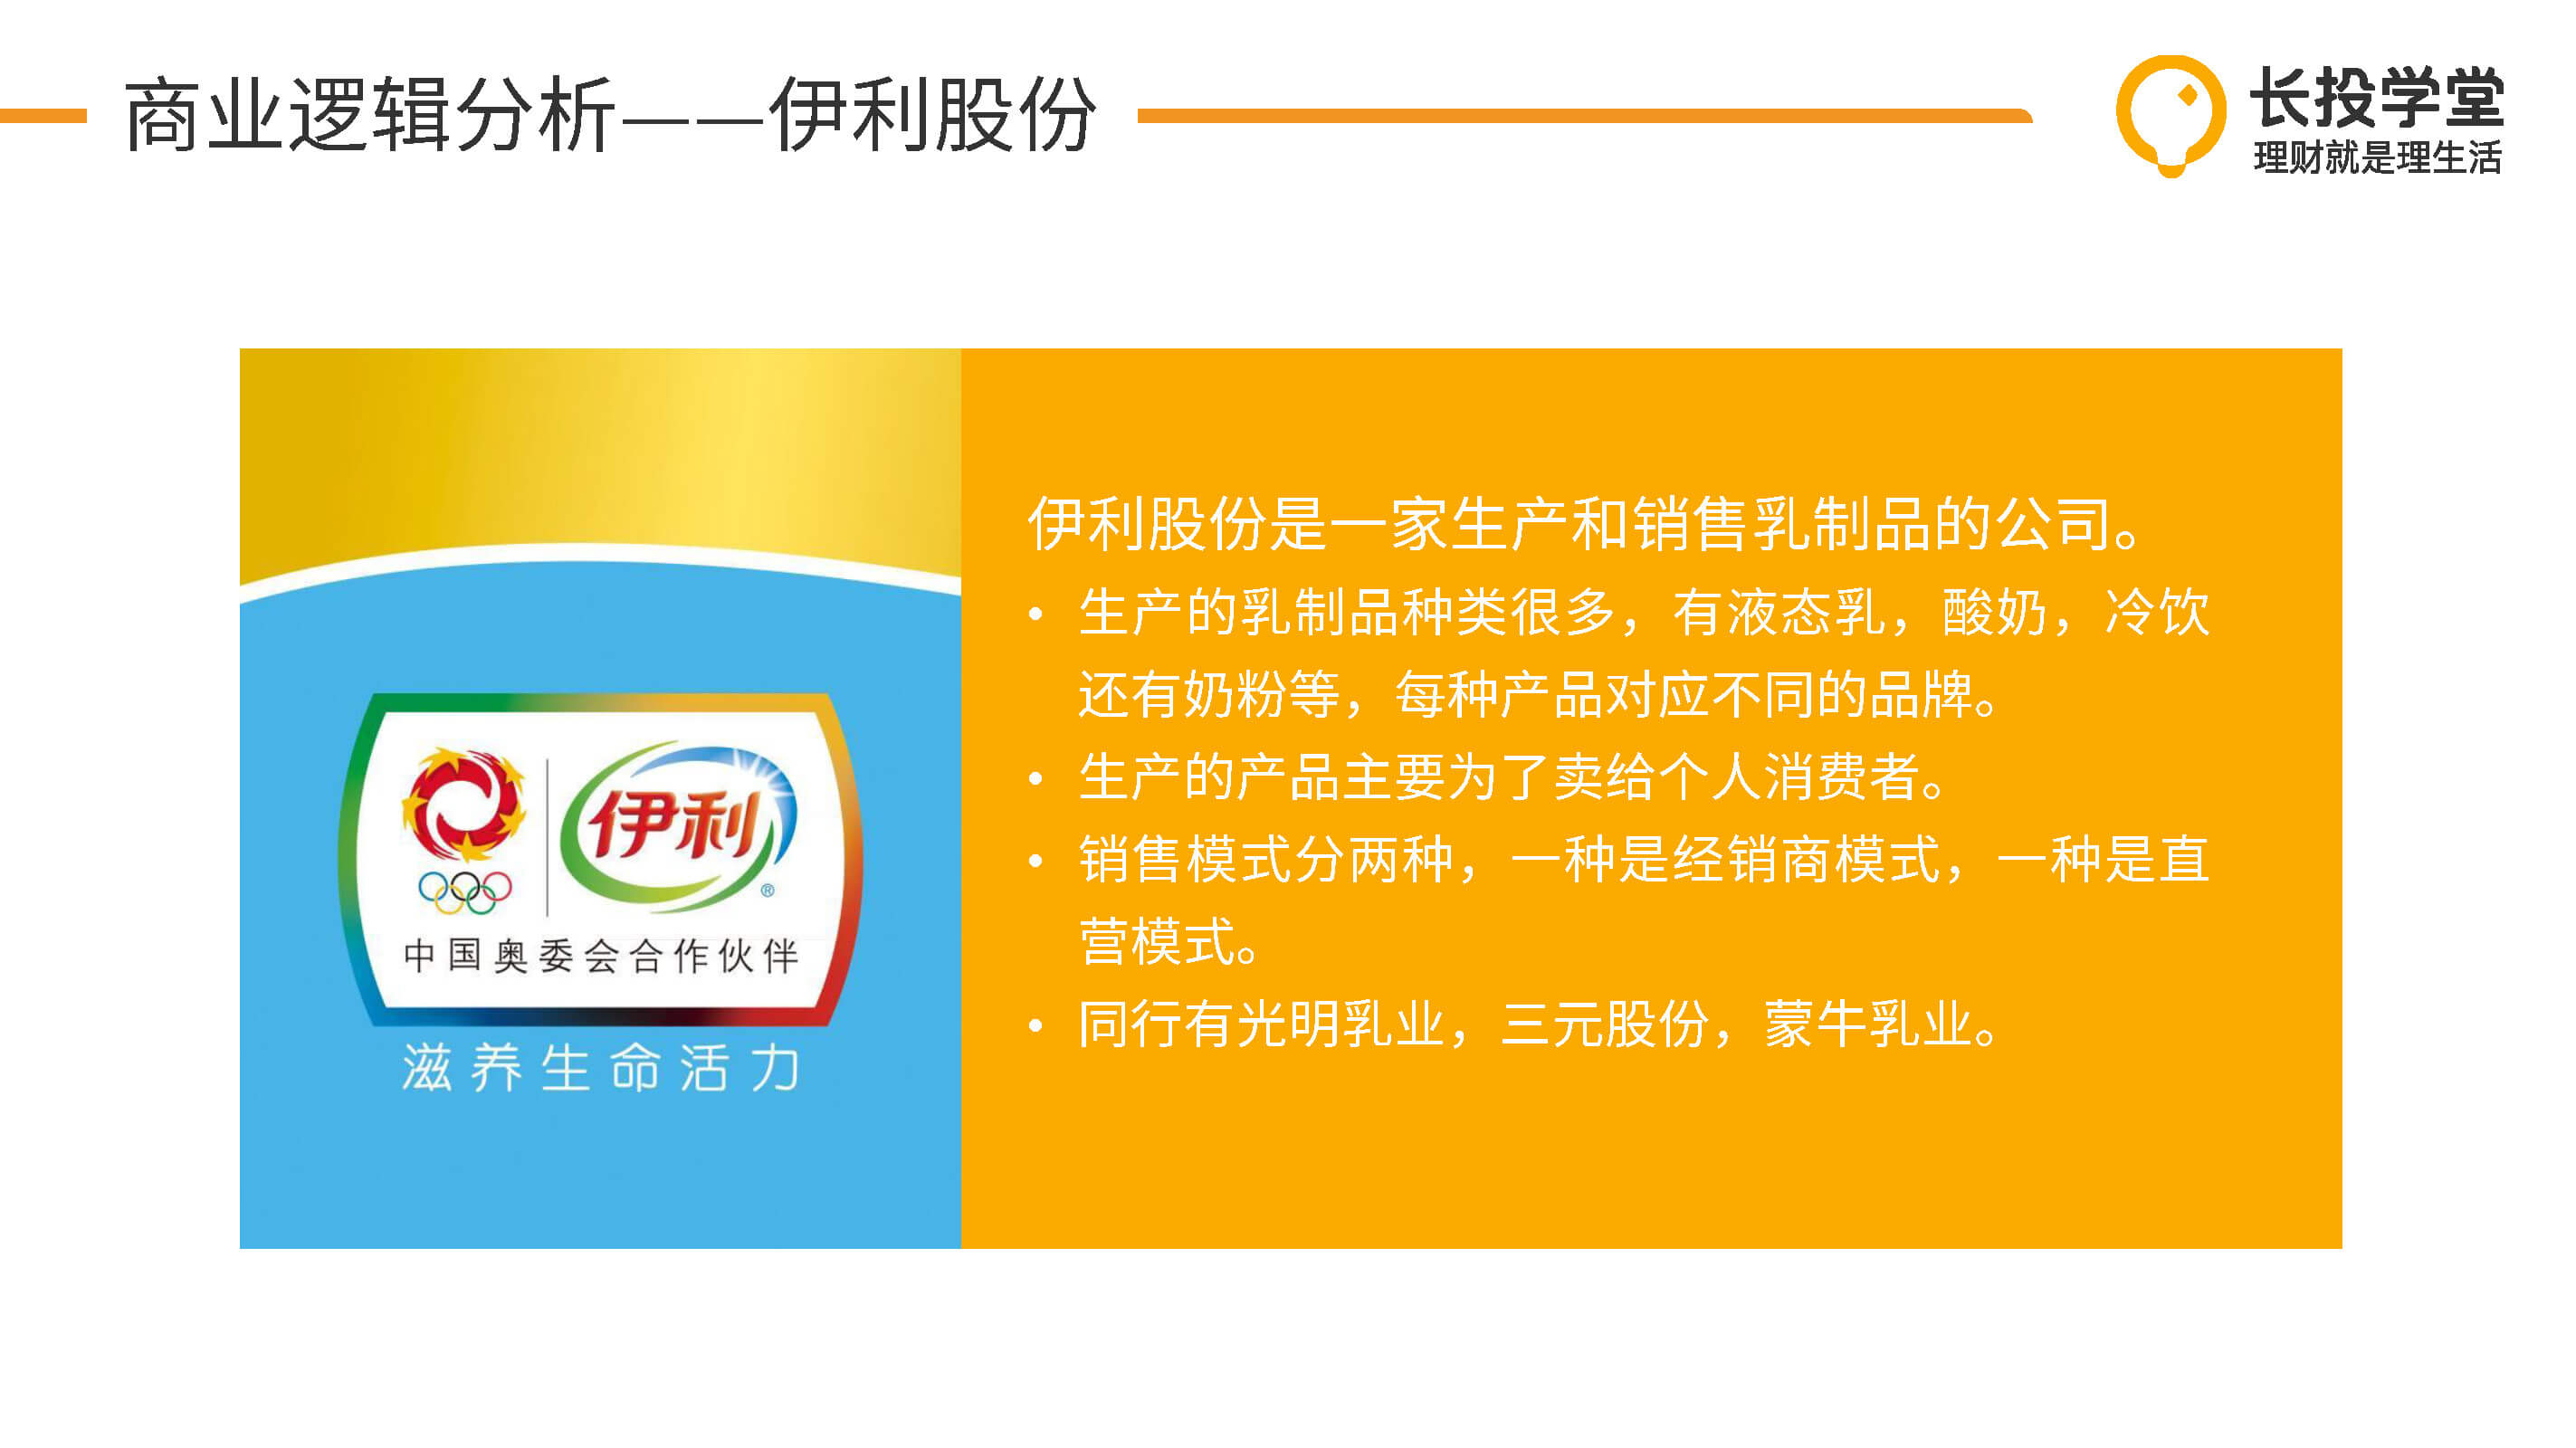 商业逻辑分析——伊利股份
长投学堂
理财就是理生活
伊利股份是一家生产和销售乳制品的公司。
• 生产的乳制品种类很多，有液态乳，酸奶，冷饮
还有奶粉等，每种产品对应不同的品牌。
• 生产的产品主要为了卖给个人消费者。
• 销售模式分两种，一种是经销商模式，一种是直
营模式。
• 同行有光明乳业，三元股份，蒙牛乳业。
伊利
®
中国奥委会合作伙伴
滋养生命活力